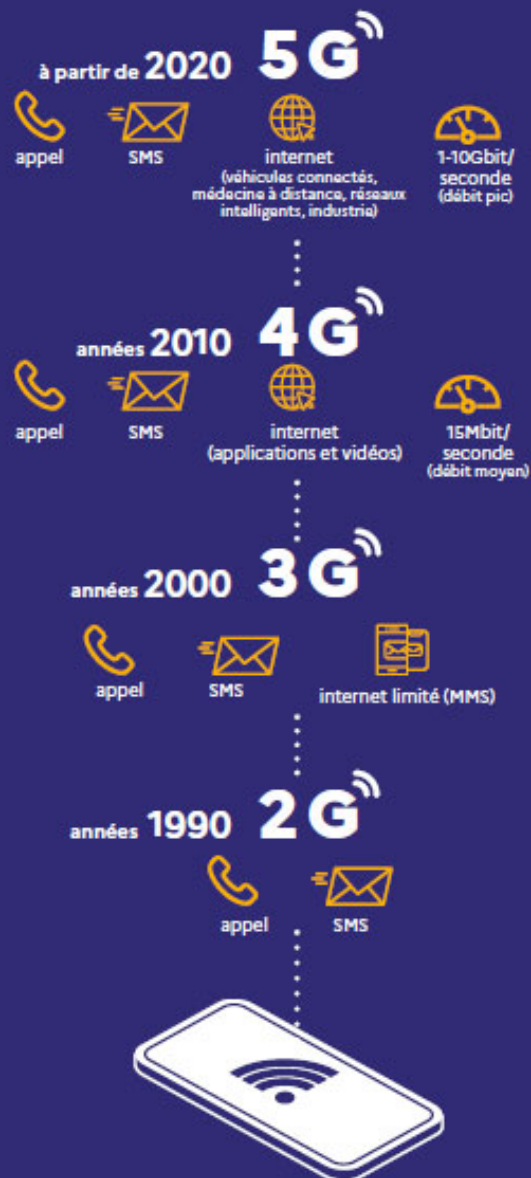 à partir de 2020 5G
appel
SMS
internet
(véhicules connectés,
médecine à distance, réseaux
intelligents, industrie)
1-10Gbit/
seconde
(débit pic)
années 2010 4G
appel
SMS
internet
(applications et vidéos)
15Mbit/
seconde
(débit moyen)
années 2000 3G
appel
SMS
internet limité (MMS)
années 1990 2G
appel
SMS